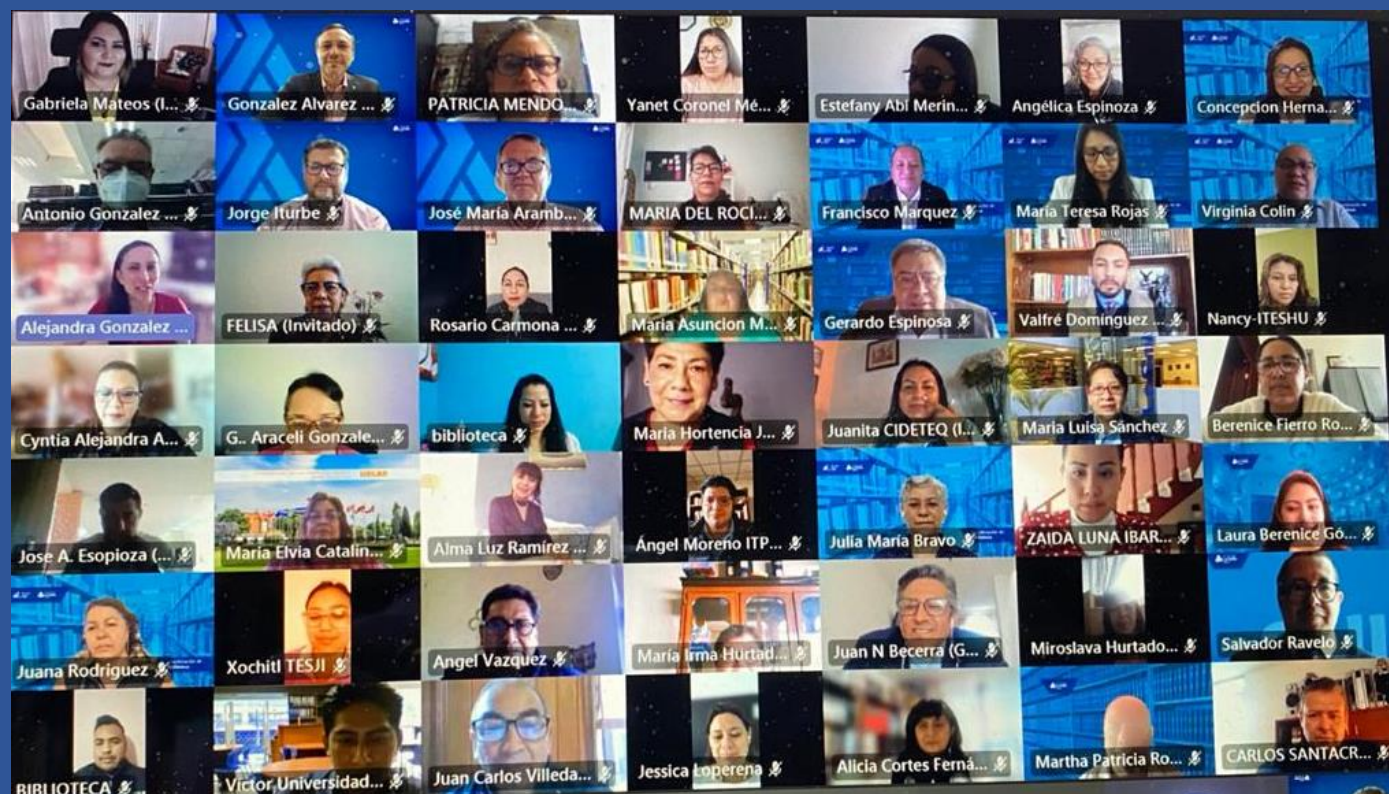 Gabriela Mateos (I...
Gonzalez Alvarez ...
PATRICIA MENDO...
Yanet Coronel Mé...
Estefany Abi Merin...
Angélica Espinoza
Concepcion Herna...
Antonio Gonzalez ...
Jorge Iturbe
José María Aramb...
MARIA DEL ROCI...
Francisco Marquez
María Teresa Rojas
Virginia Colin
Alejandra Gonzalez ...
FELISA (Invitado)
Rosario Carmona ...
Maria Asuncion M...
Gerardo Espinosa
Valfré Domínguez ...
Nancy-ITESHU
Cyntia Alejandra A...
G.. Araceli Gonzale...
biblioteca
Maria Hortencia J...
Juanita CIDETEQ (I...
Maria Luisa Sánchez
Berenice Fierro Ro...
Jose A. Esopioza (...
María Elvia Catalin...
Alma Luz Ramírez ...
Ángel Moreno ITP...
Julia María Bravo
ZAIDA LUNA IBAR...
Laura Berenice Gó...
Juana Rodriguez
Xochitl TESJI
Angel Vazquez
María Irma Hurtad...
Juan N Becerra (G...
Miroslava Hurtado...
Salvador Ravelo
BIBLIOTECA
Victor Universidad...
Juan Carlos Villeda...
Jessica Loperena
Alicia Cortes Ferná...
Martha Patricia Ro...
CARLOS SANTACR...